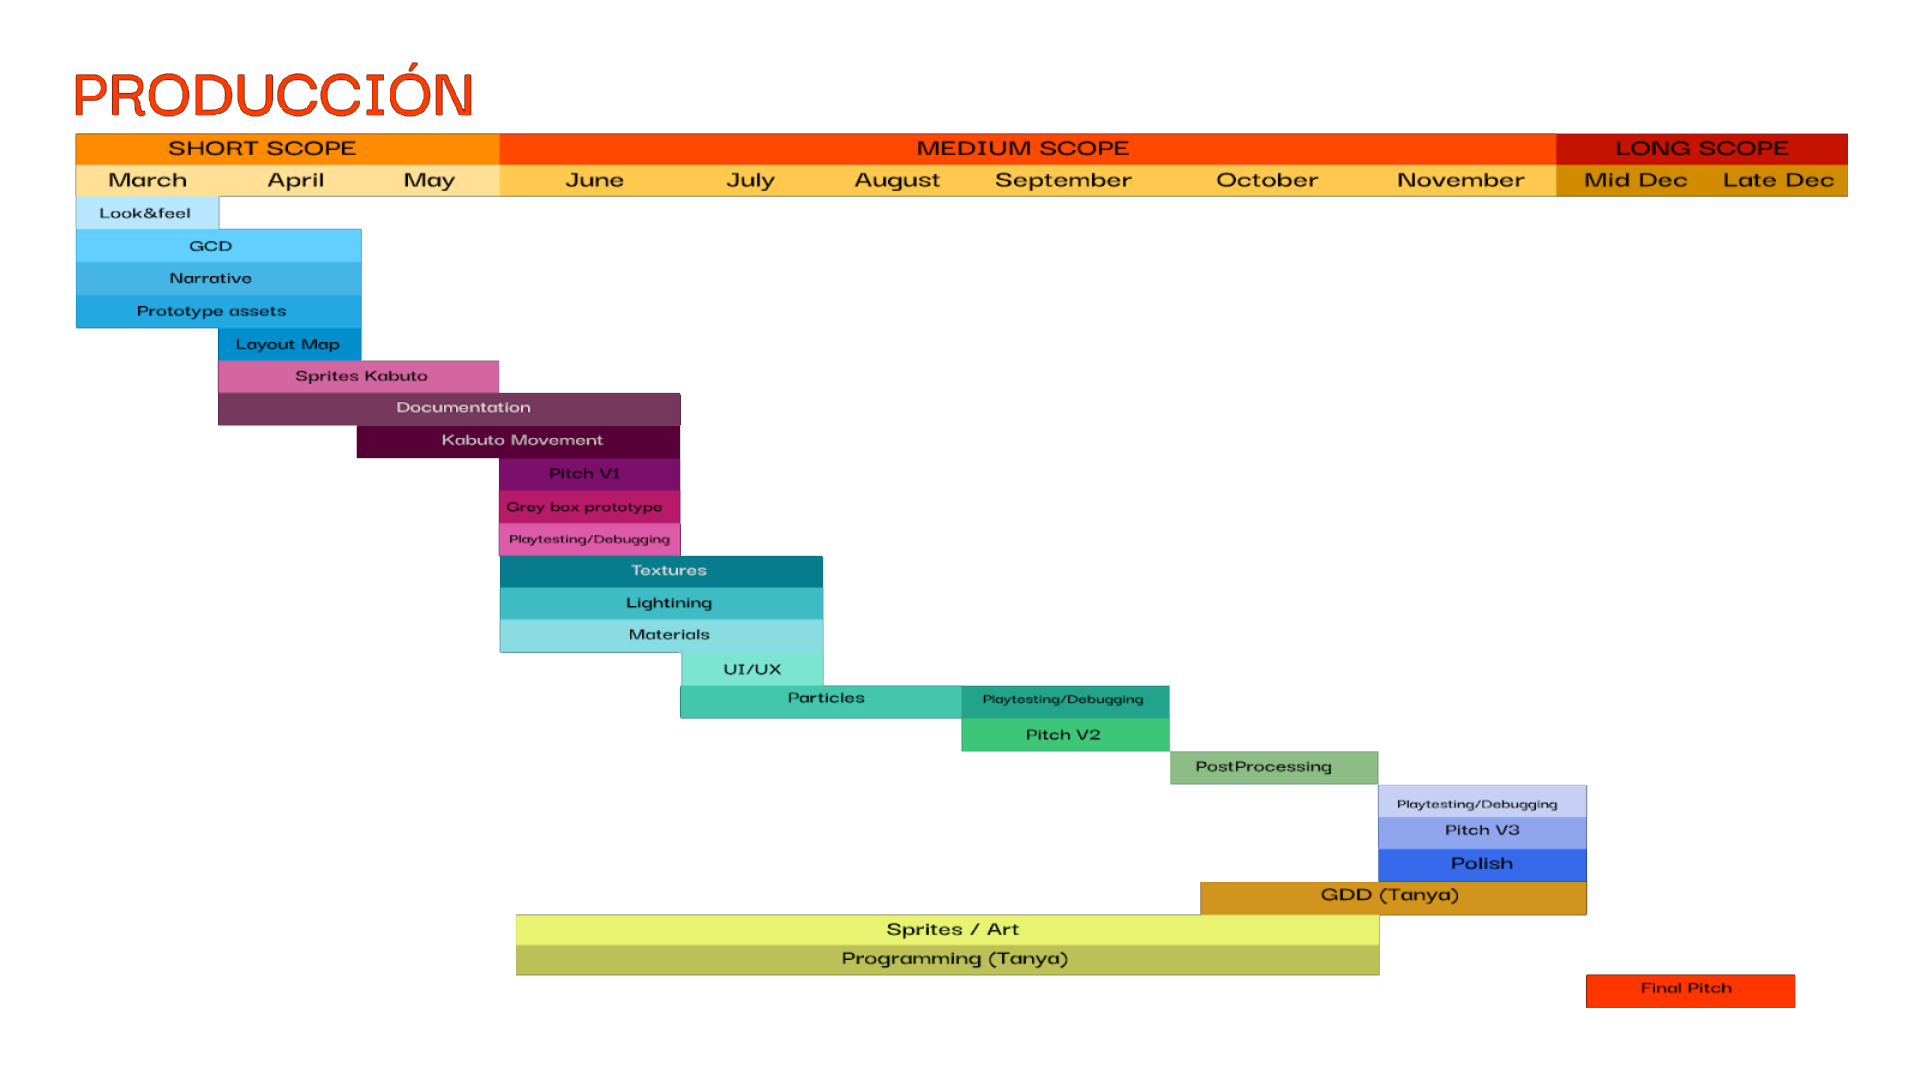 PRODUCCIÓN
SHORT SCOPE MEDIUM SCOPE LONG SCOPE
March April May June July August September October November Mid Dec Late Dec
Look&feel
GCD
Narrative
Prototype assets
Layout Map
Sprites Kabuto
Documentation
Kabuto Movement
Pitch V1
Grey box prototype
Playtesting/Debugging
Textures
Lightining
Materials
UI/UX
Particles Playtesting/Debugging
Pitch V2
PostProcessing
Playtesting/Debugging
Pitch V3
Polish
GDD (Tanya)
Sprites / Art
Programming (Tanya)
Final Pitch